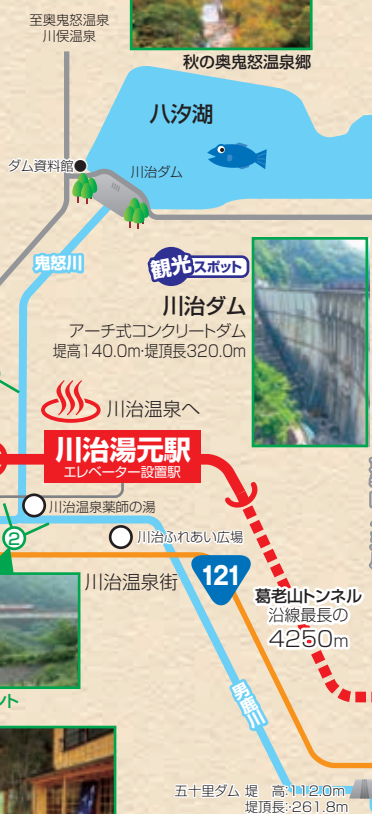 至奥鬼怒温泉
川俣温泉
秋の奥鬼怒温泉郷
八汐湖
ダム資料館
川治ダム
鬼怒川
観光スポット
川治ダム
アーチ式コンクリートダム
堤高140.0m・堤頂長320.0m
川治温泉へ
川治湯元駅
エレベーター設置駅
川治温泉薬師の湯
②
川治ふれあい広場
川治温泉街
121
葛老山トンネル
沿線最長の
4250m
男鹿川
ント
五十里ダム 堤 高:112.0m
堤頂長:261.8m